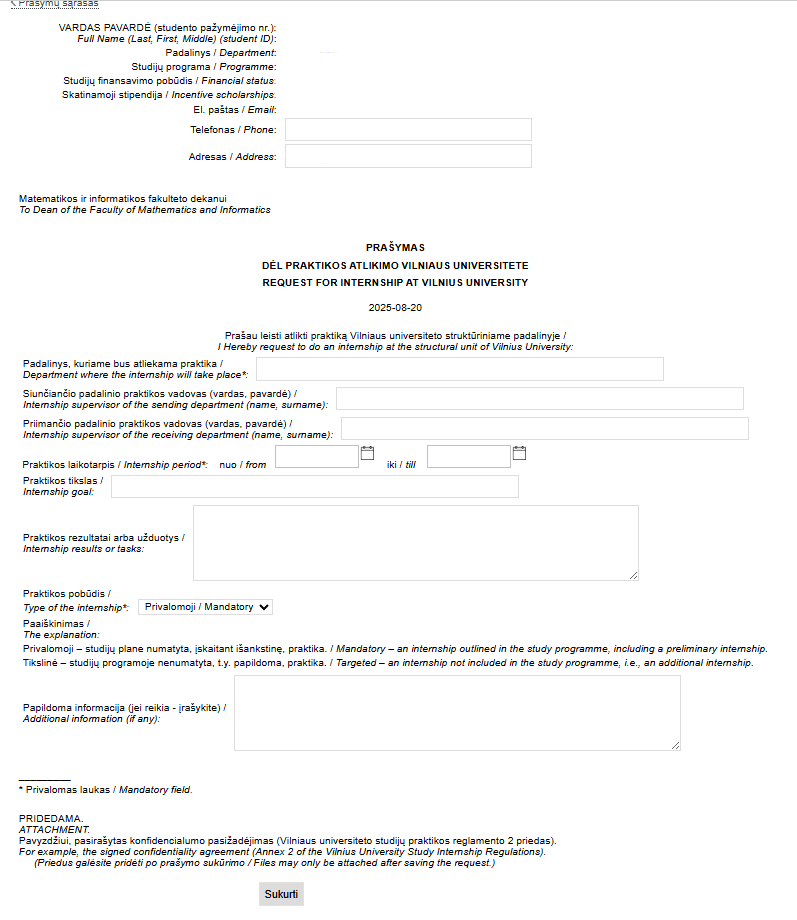 < Prašymų sąrašas
VARDAS PAVARDĖ (studento pažymėjimo nr.):
Full Name (Last, First, Middle) (student ID):
Padalinys / Department:
Studijų programa / Programme:
Studijų finansavimo pobūdis / Financial status:
Skatinamoji stipendija / Incentive scholarships:
El. paštas / Email:
Telefonas / Phone:
Adresas / Address:
Matematikos ir informatikos fakulteto dekanui
To Dean of the Faculty of Mathematics and Informatics
PRAŠYMAS
DĖL PRAKTIKOS ATLIKIMO VILNIAUS UNIVERSITETE
REQUEST FOR INTERNSHIP AT VILNIUS UNIVERSITY
2025-08-20
Prašau leisti atlikti praktiką Vilniaus universiteto struktūriniame padalinyje /
I Hereby request to do an internship at the structural unit of Vilnius University:
Padalinys, kuriame bus atliekama praktika /
Department where the internship will take place*:
Siunčiančio padalinio praktikos vadovas (vardas, pavardė) /
Internship supervisor of the sending department (name, surname):
Priimančio padalinio praktikos vadovas (vardas, pavardė) /
Internship supervisor of the receiving department (name, surname):
Praktikos laikotarpis / Internship period*: nuo / from iki / till
Praktikos tikslas /
Internship goal:
Praktikos rezultatai arba užduotys /
Internship results or tasks:
Praktikos pobūdis /
Type of the internship*: Privalomoji / Mandatory
Paaiškinimas /
The explanation:
Privalomoji – studijų plane numatyta, įskaitant išankstinę, praktika. / Mandatory – an internship outlined in the study programme, including a preliminary internship.
Tikslinė – studijų programoje nenumatyta, t.y. papildoma, praktika. / Targeted – an internship not included in the study programme, i.e., an additional internship.
Papildoma informacija (jei reikia - įrašykite) /
Additional information (if any):
* Privalomas laukas / Mandatory field.
PRIDEDAMA.
ATTACHMENT.
Pavyzdžiui, pasirašytas konfidencialumo pasižadėjimas (Vilniaus universiteto studijų praktikos reglamento 2 priedas).
For example, the signed confidentiality agreement (Annex 2 of the Vilnius University Study Internship Regulations).
(Priedus galėsite pridėti po prašymo sukūrimo / Files may only be attached after saving the request.)
Sukurti